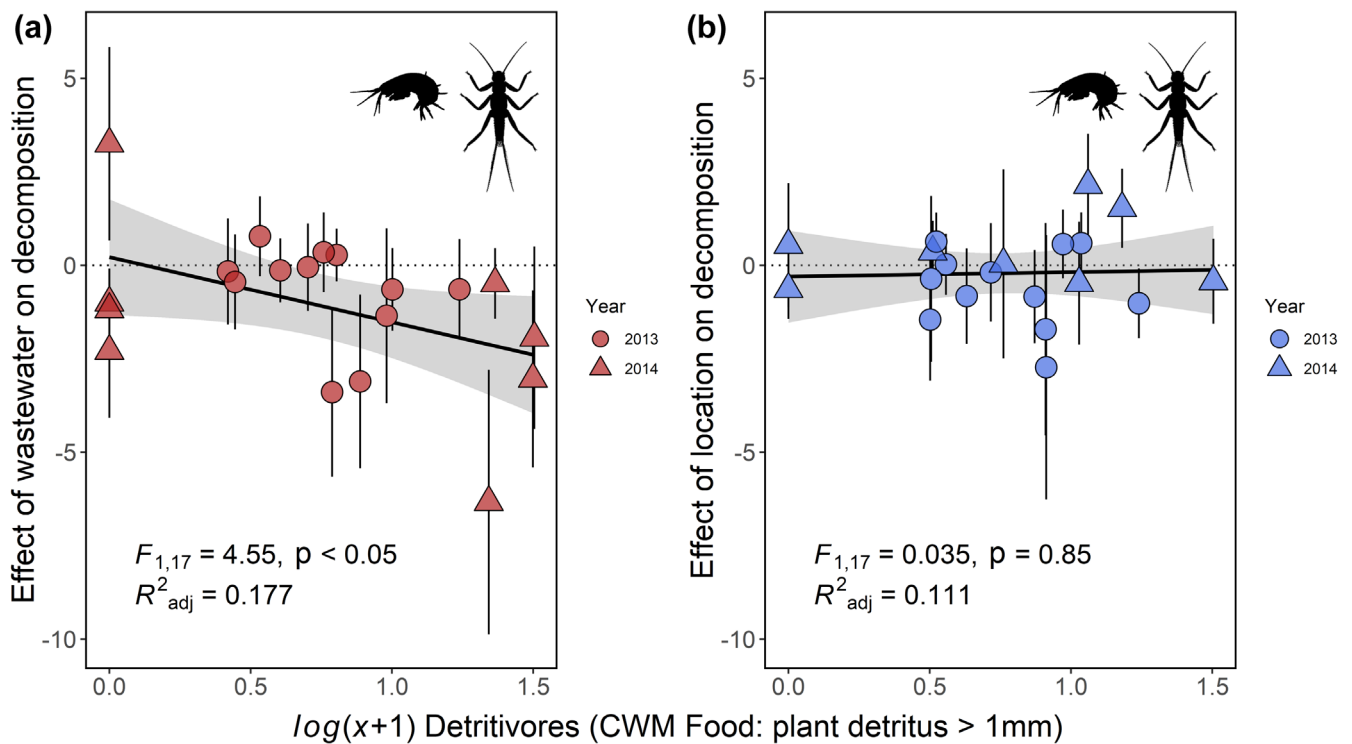 (a)
Effect of wastewater on decomposition
5
0
-5
-10
F1,17 = 4.55, p < 0.05
R2adj = 0.177
0.0 0.5 1.0 1.5
Year
2013
2014
(b)
Effect of location on decomposition
5
0
-5
-10
F1,17 = 0.035, p = 0.85
R2adj = 0.111
0.0 0.5 1.0 1.5
Year
2013
2014
log(x+1) Detritivores (CWM Food: plant detritus > 1mm)